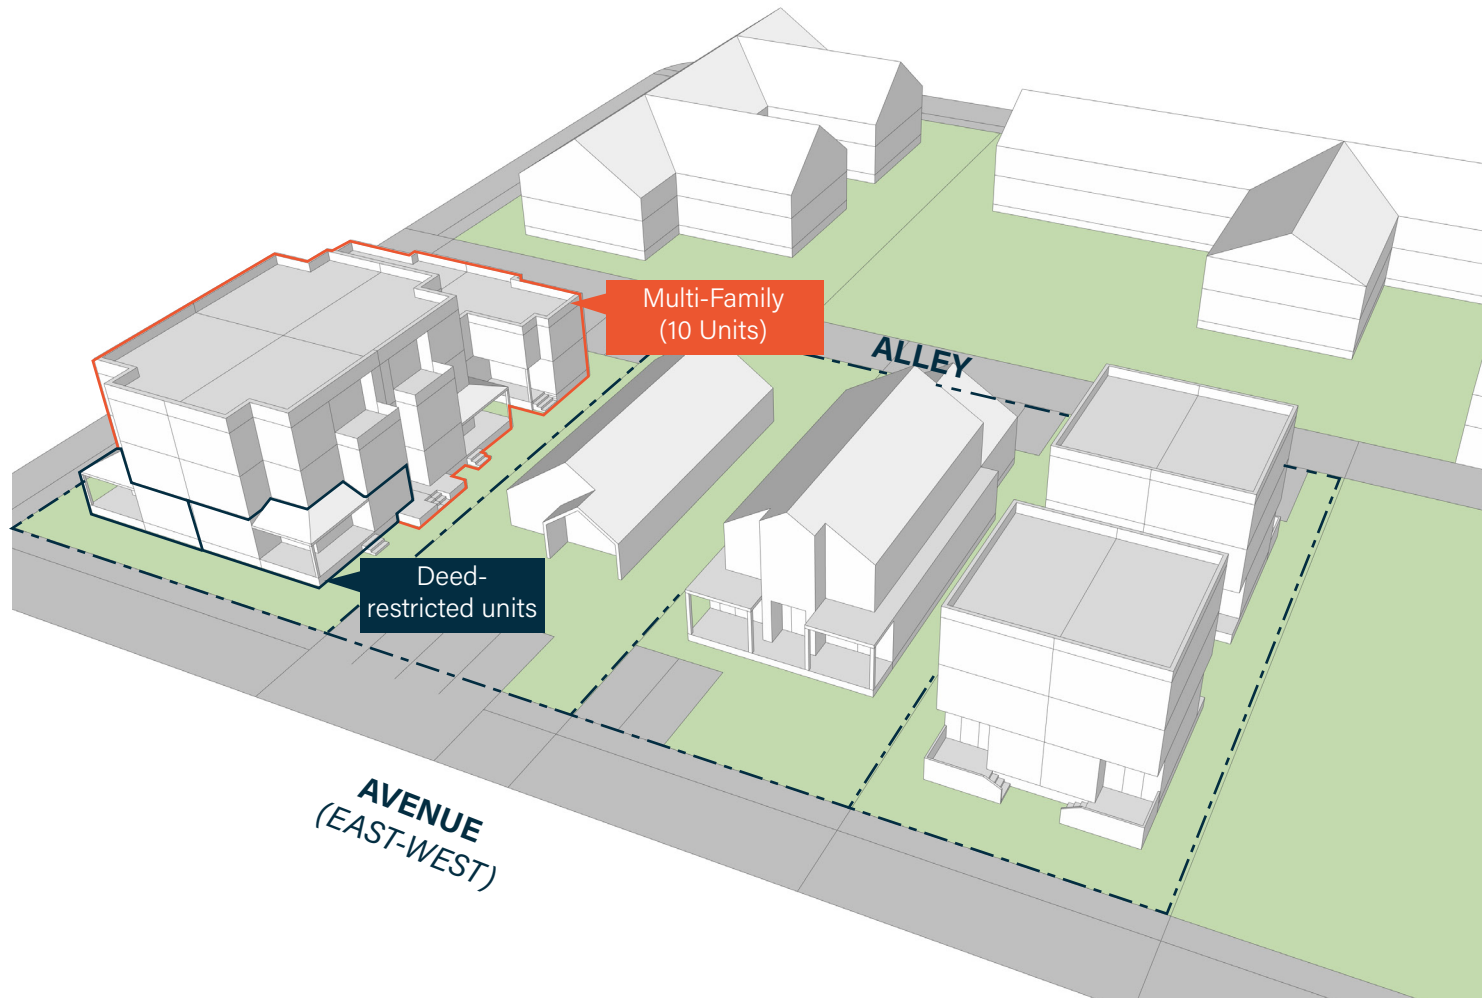 Multi-Family
(10 Units)
ALLEY
Deed-
restricted units
AVENUE
(EAST-WEST)